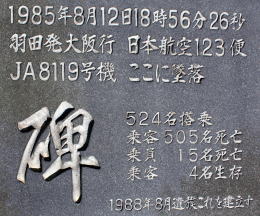 1985年8月12日18時56分26秒
羽田発大阪行 日本航空123便
JA8119号機 ここに墜落
碑
524名搭乗
乗客 505名死亡
乗員 15名死亡
乗客 4名生存
1988年8月遺族これを建立す